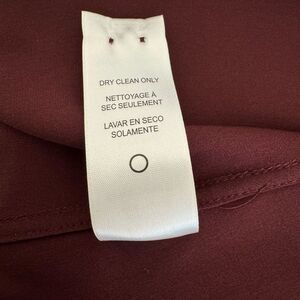 DRY CLEAN ONLY
NETTOYAGE À
SEC SEULEMENT
LAVAR EN SECO
SOLAMENTE